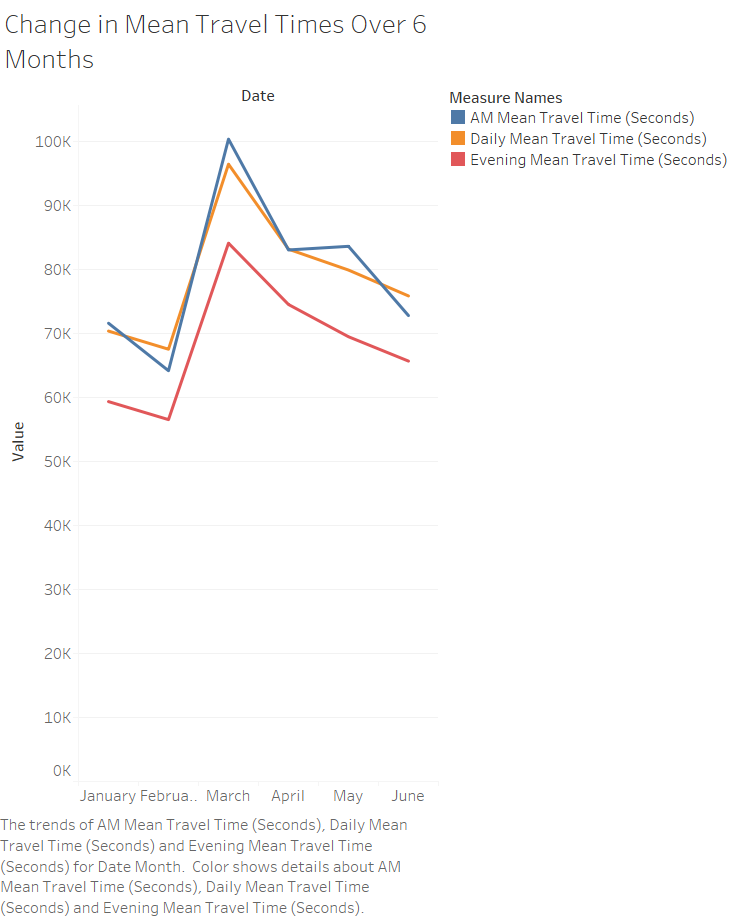 Change in Mean Travel Times Over 6
Months
Date
Measure Names
AM Mean Travel Time (Seconds)
Daily Mean Travel Time (Seconds)
Evening Mean Travel Time (Seconds)
100K
90K
80K
70K
60K
50K
40K
30K
20K
10K
0K
Value
January Februa.. March April May June
The trends of AM Mean Travel Time (Seconds), Daily Mean
Travel Time (Seconds) and Evening Mean Travel Time
(Seconds) for Date Month.  Color shows details about AM
Mean Travel Time (Seconds), Daily Mean Travel Time
(Seconds) and Evening Mean Travel Time (Seconds).